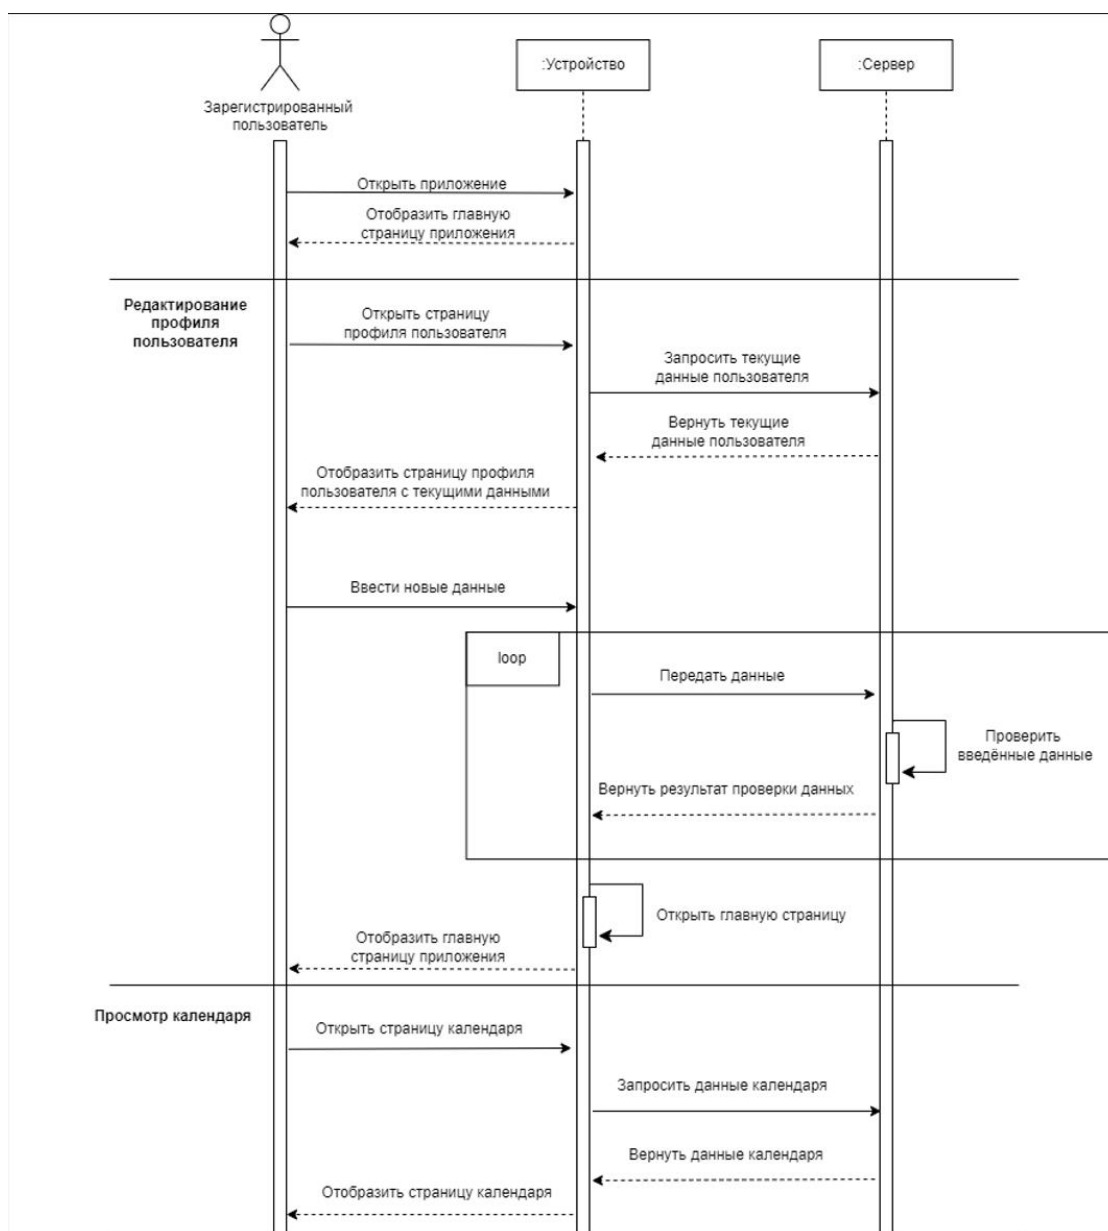 :Устройство
:Сервер
Зарегистрированный
пользователь
Открыть приложение
Отобразить главную
страницу приложения
Редактирование
профиля
пользователя
Открыть страницу
профиля пользователя
Запросить текущие
данные пользователя
Вернуть текущие
данные пользователя
Отобразить страницу профиля
пользователя с текущими данными
Ввести новые данные
loop
Передать данные
Проверить
введённые данные
Вернуть результат проверки данных
Открыть главную страницу
Отобразить главную
страницу приложения
Просмотр календаря
Открыть страницу календаря
Запросить данные календаря
Вернуть данные календаря
Отобразить страницу календаря